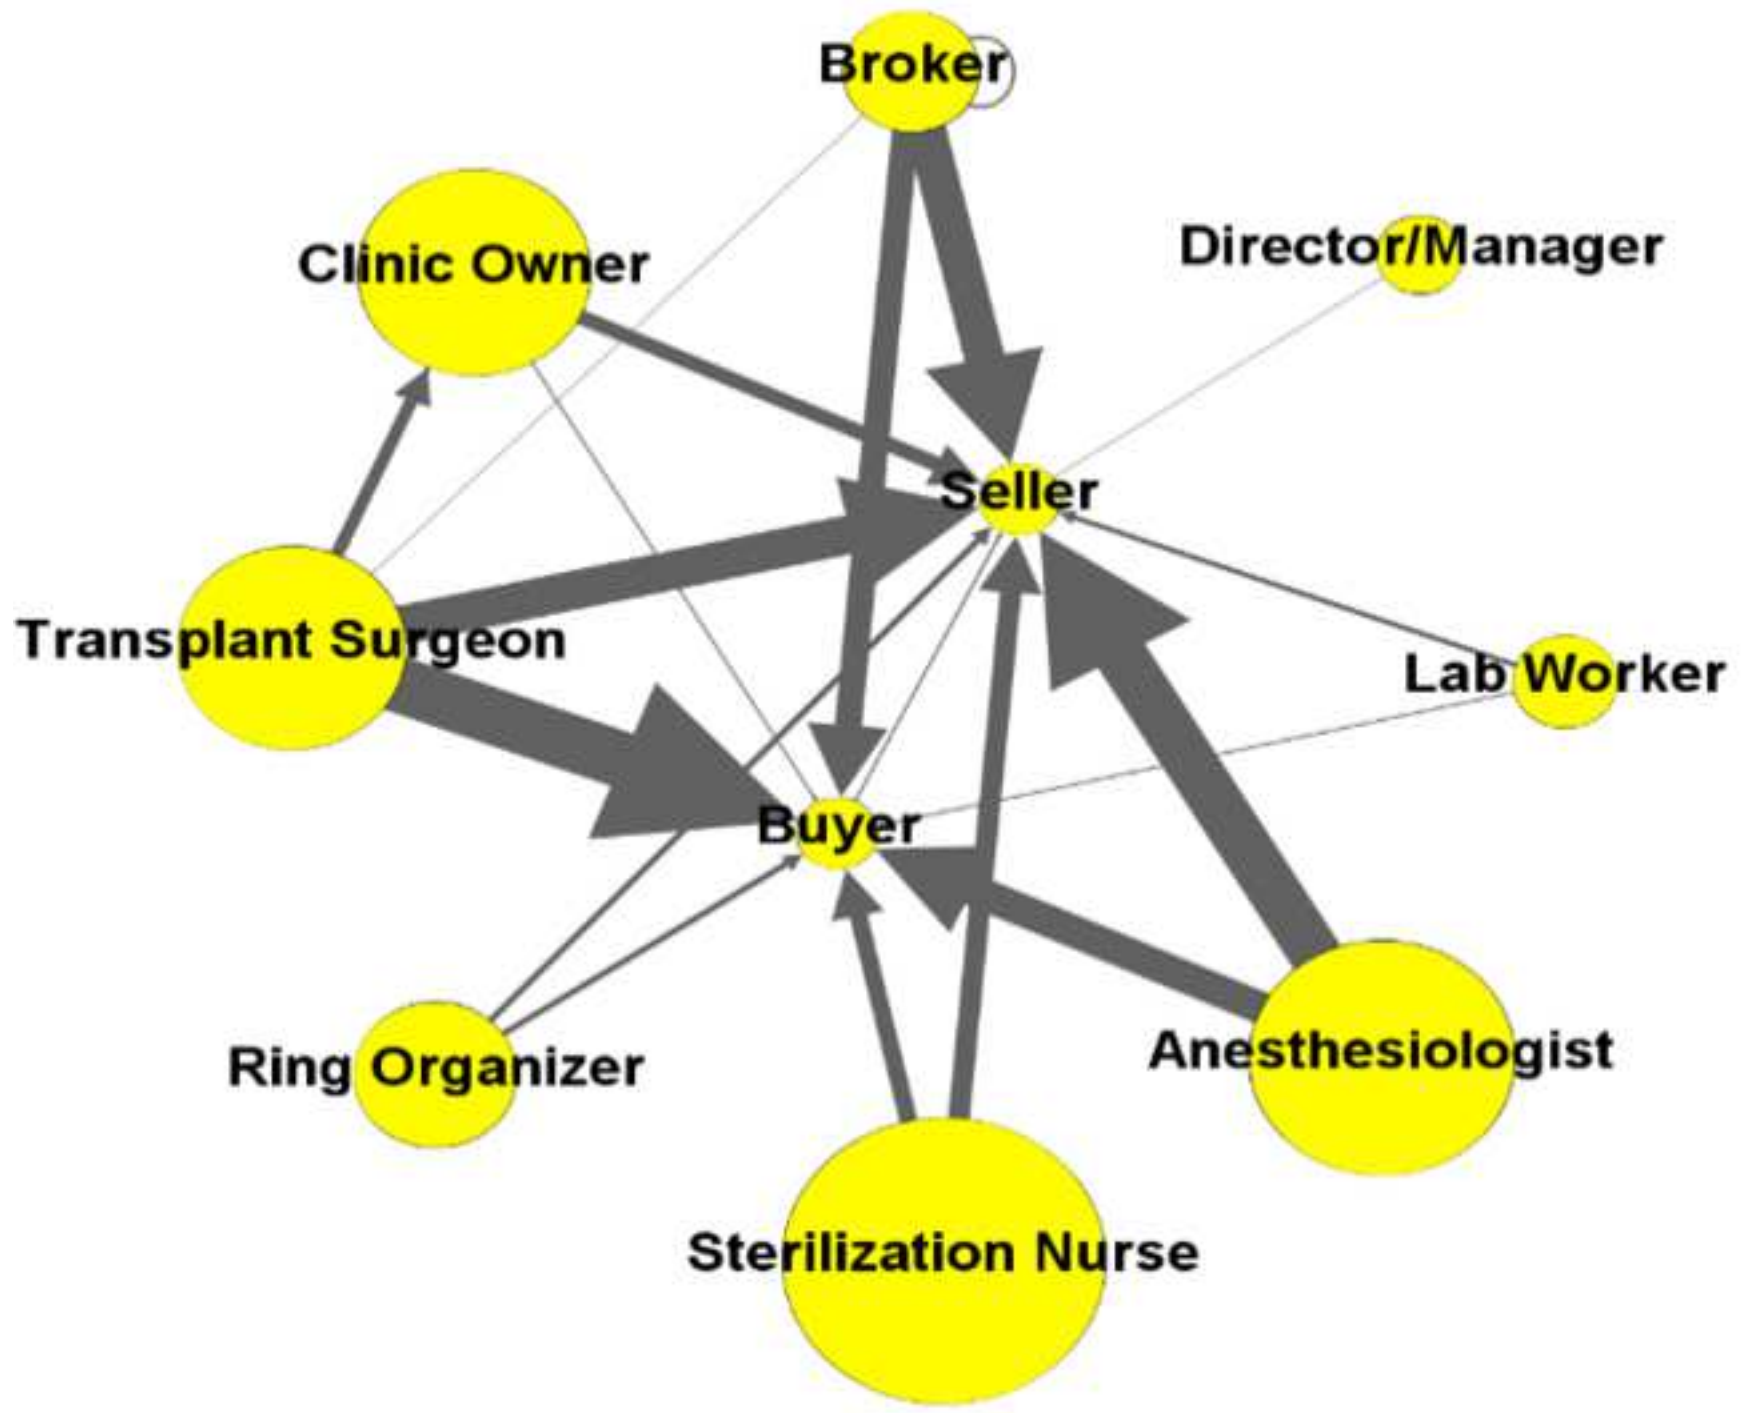 Broker
Director/Manager
Clinic Owner
Seller
Transplant Surgeon
Lab Worker
Buyer
Ring Organizer
Anesthesiologist
Sterilization Nurse